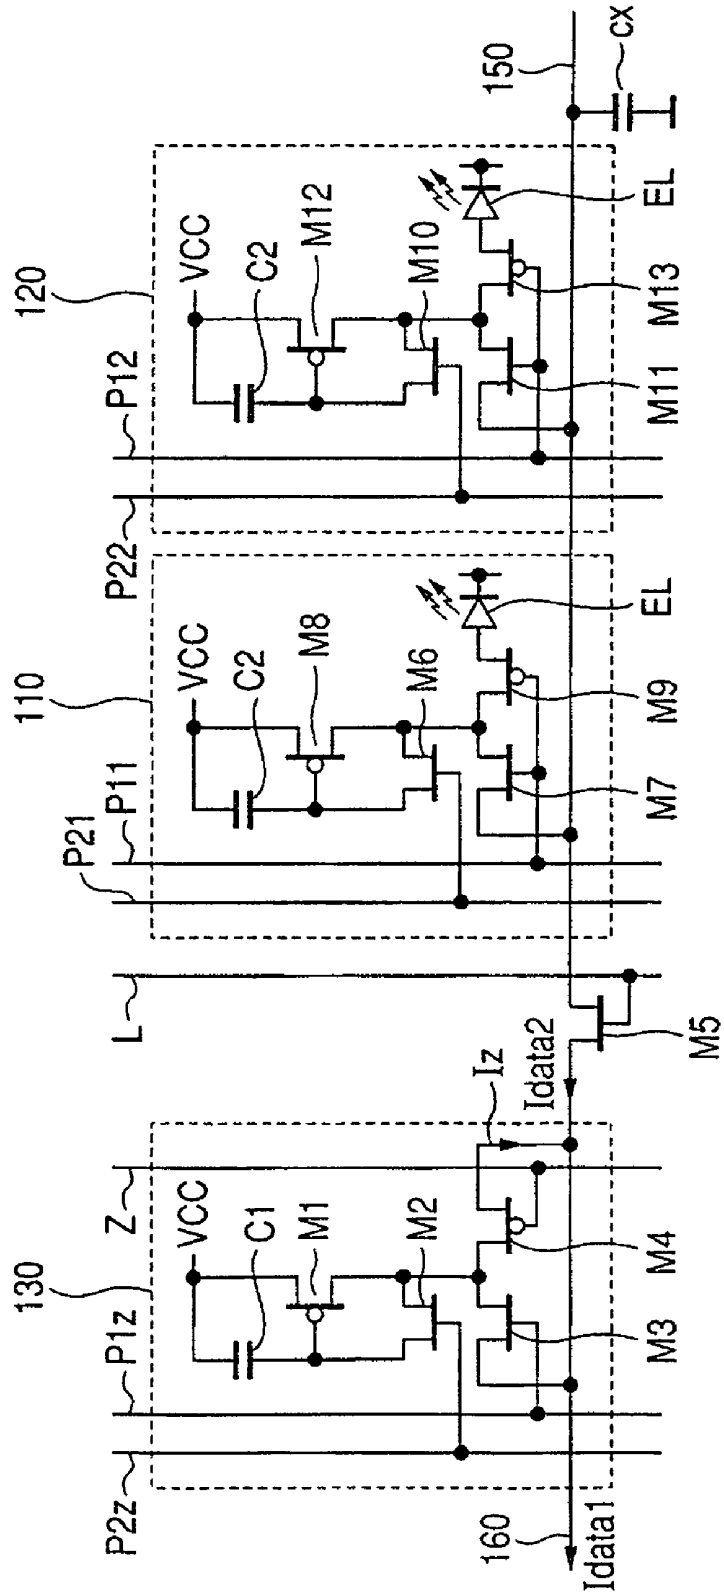 130
P2z
P1z
Z
VCC
C1
M1
M2
M3
M4
Iz
Idata2
160
Idata1
L
M5
110
P21
P11
VCC
C2
M8
M6
M7
M9
EL
120
P22
P12
VCC
C2
M12
M10
M11
M13
EL
150
cx